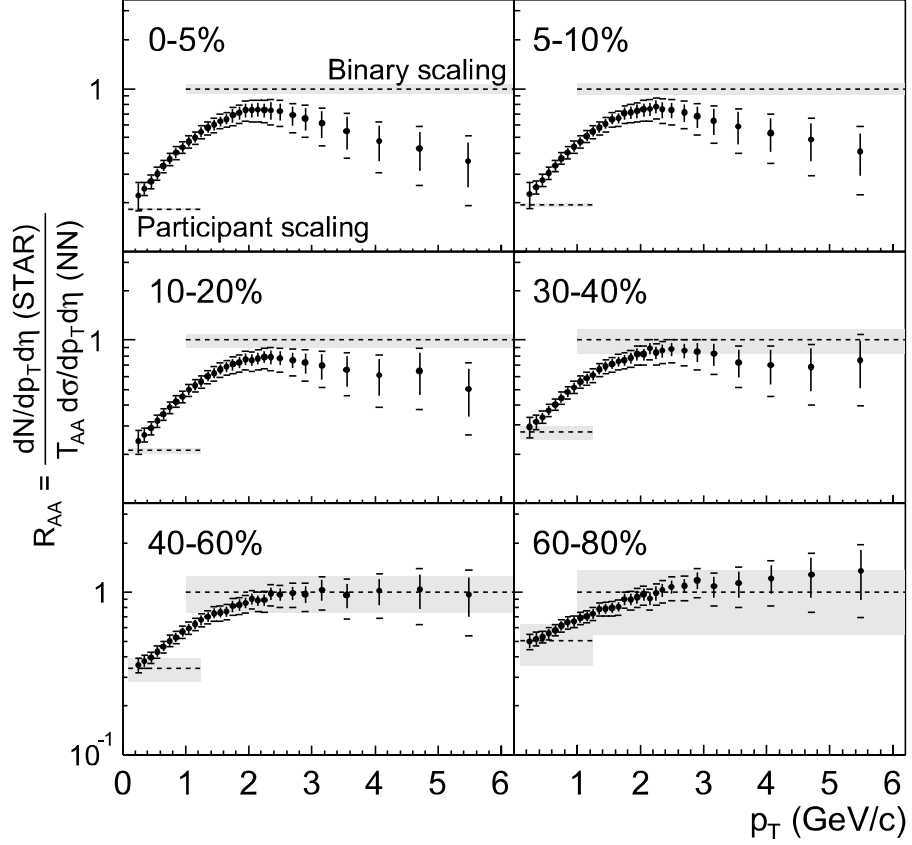 0-5%
5-10%
Binary scaling
1
Participant scaling
10-20%
30-40%
1
R_AA = dN/dp_T dη (STAR)
T_AA dσ/dp_T dη (NN)
40-60%
60-80%
1
10^-1
0 1 2 3 4 5 6 1 2 3 4 5 6
p_T (GeV/c)